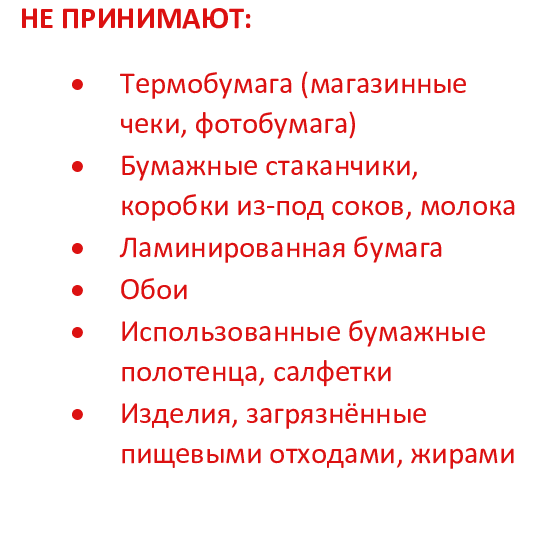 НЕ ПРИНИМАЮТ:
• Термобумага (магазинные
чеки, фотобумага)
• Бумажные стаканчики,
коробки из-под соков, молока
• Ламинированная бумага
• Обои
• Использованные бумажные
полотенца, салфетки
• Изделия, загрязнённые
пищевыми отходами, жирами